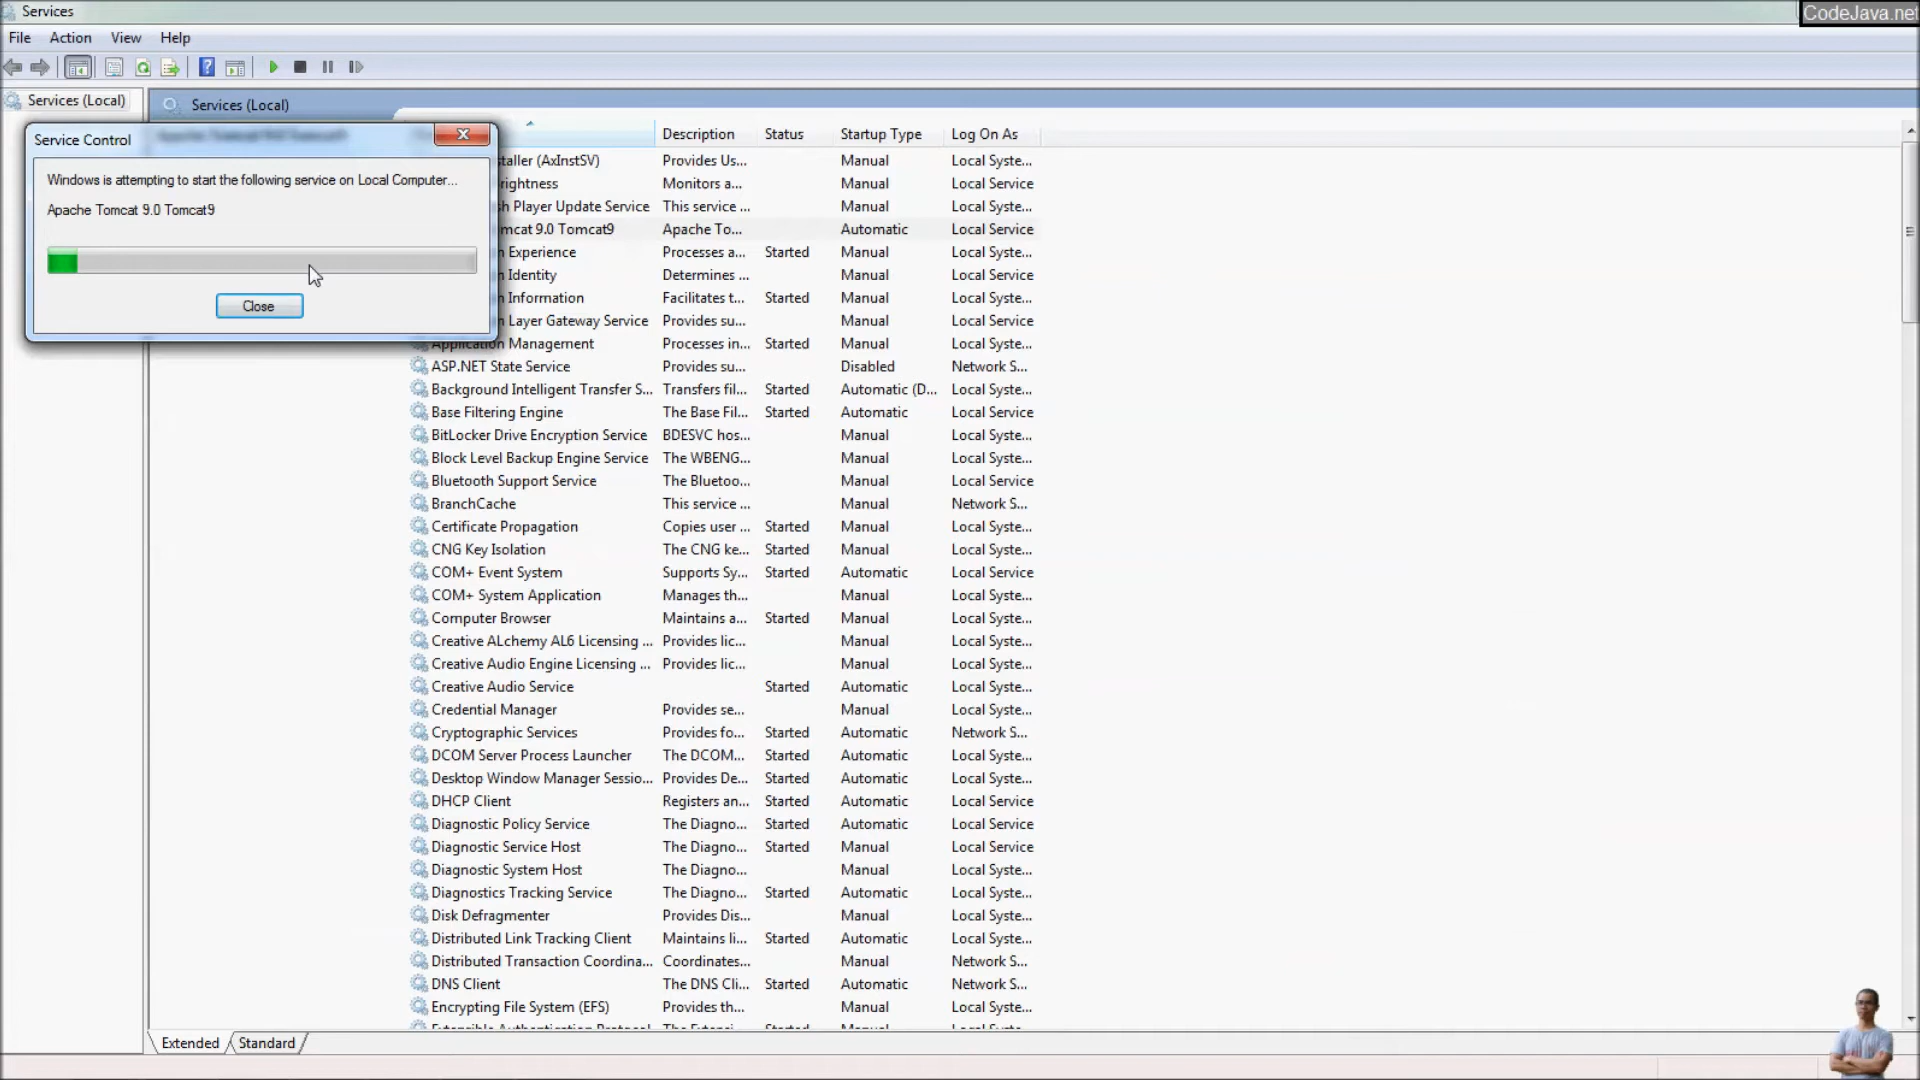 Services
CodeJava.net
File Action View Help
Services (Local)
Services (Local)
Service Control
Windows is attempting to start the following service on Local Computer...
Apache Tomcat 9.0 Tomcat9
Close
Description Status Startup Type Log On As
staller (AxInstSV) Provides Us... Manual Local Syste...
rightness Monitors a... Manual Local Syste...
sh Player Update Service This service ... Manual Local Syste...
mcat 9.0 Tomcat9 Apache To... Automatic Local Service
n Experience Processes a... Started Manual Local Syste...
n Identity Determines ... Manual Local Service
n Information Facilitates t... Started Manual Local Syste...
n Layer Gateway Service Provides su... Manual Local Service
Application Management Processes in... Started Manual Local Syste...
ASP.NET State Service Provides su... Disabled Network S...
Background Intelligent Transfer S... Transfers fil... Started Automatic (D... Local Syste...
Base Filtering Engine The Base Fil... Started Automatic Local Service
BitLocker Drive Encryption Service BDESVC hos... Manual Local Syste...
Block Level Backup Engine Service The WBENG... Manual Local Syste...
Bluetooth Support Service The Bluetoo... Manual Local Service
BranchCache This service ... Manual Network S...
Certificate Propagation Copies user ... Started Manual Local Syste...
CNG Key Isolation The CNG ke... Started Manual Local Syste...
COM+ Event System Supports Sy... Started Automatic Local Service
COM+ System Application Manages th... Manual Local Syste...
Computer Browser Maintains a... Started Manual Local Syste...
Creative ALchemy AL6 Licensing ... Provides lic... Manual Local Syste...
Creative Audio Engine Licensing ... Provides lic... Manual Local Syste...
Creative Audio Service Started Automatic Local Syste...
Credential Manager Provides se... Manual Local Syste...
Cryptographic Services Provides fo... Started Automatic Network S...
DCOM Server Process Launcher The DCOM... Started Automatic Local Syste...
Desktop Window Manager Sessio... Provides De... Started Automatic Local Syste...
DHCP Client Registers an... Started Automatic Local Service
Diagnostic Policy Service The Diagno... Started Automatic Local Service
Diagnostic Service Host The Diagno... Started Manual Local Service
Diagnostic System Host The Diagno... Manual Local Syste...
Diagnostics Tracking Service The Diagno... Started Automatic Local Syste...
Disk Defragmenter Provides Dis... Manual Local Syste...
Distributed Link Tracking Client Maintains li... Started Automatic Local Syste...
Distributed Transaction Coordina... Coordinates... Manual Network S...
DNS Client The DNS Cli... Started Automatic Network S...
Encrypting File System (EFS) Provides th... Manual Local Syste...
Extended Standard